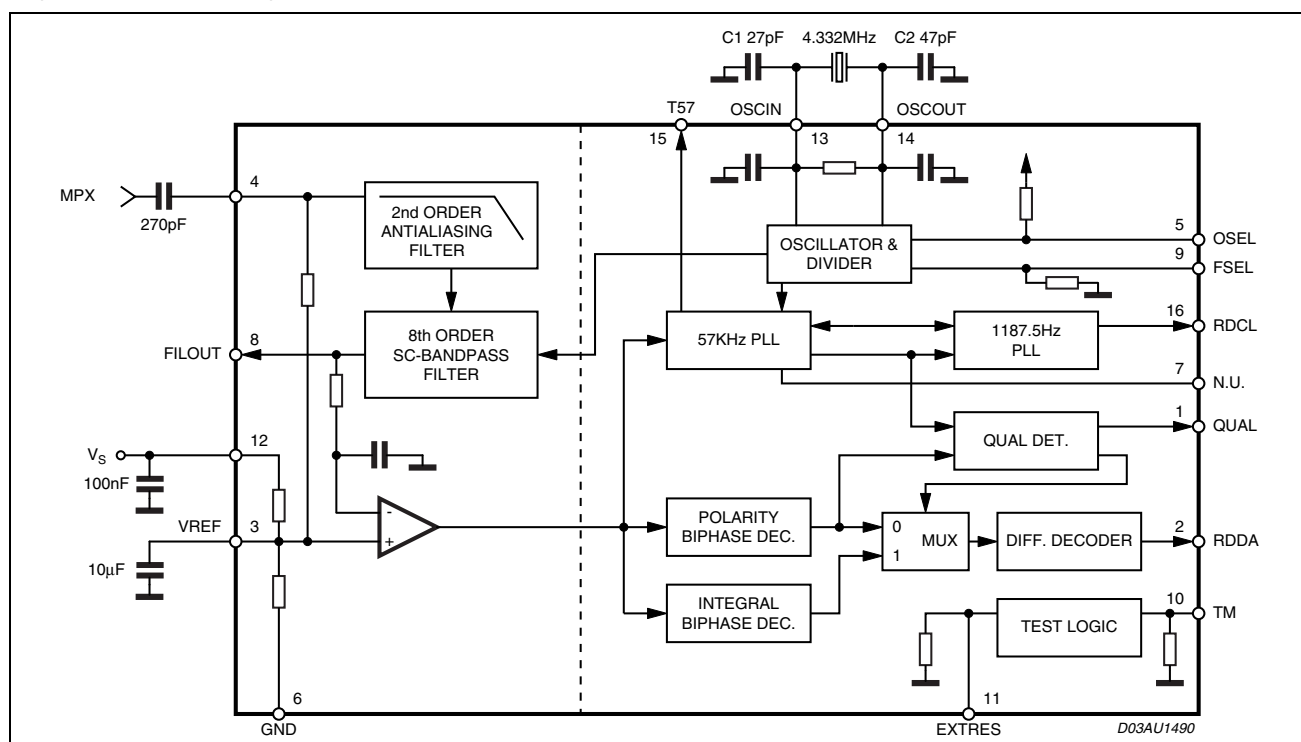 C1 27pF
4.332MHz
C2 47pF
T57
OSCIN
OSCOUT
15
13
14
MPX
270pF
4
2nd ORDER
ANTIALIASING
FILTER
OSCILLATOR &
DIVIDER
5
OSEL
9
FSEL
FILOUT
8
8th ORDER
SC-BANDPASS
FILTER
57KHz PLL
1187.5Hz
PLL
16
RDCL
7
N.U.
VS
12
100nF
QUAL DET.
1
QUAL
VREF
3
10µF
-
+
POLARITY
BIPHASE DEC.
0
1
MUX
DIFF. DECODER
2
RDDA
INTEGRAL
BIPHASE DEC.
TEST LOGIC
10
TM
6
GND
11
EXTRES
D03AU1490